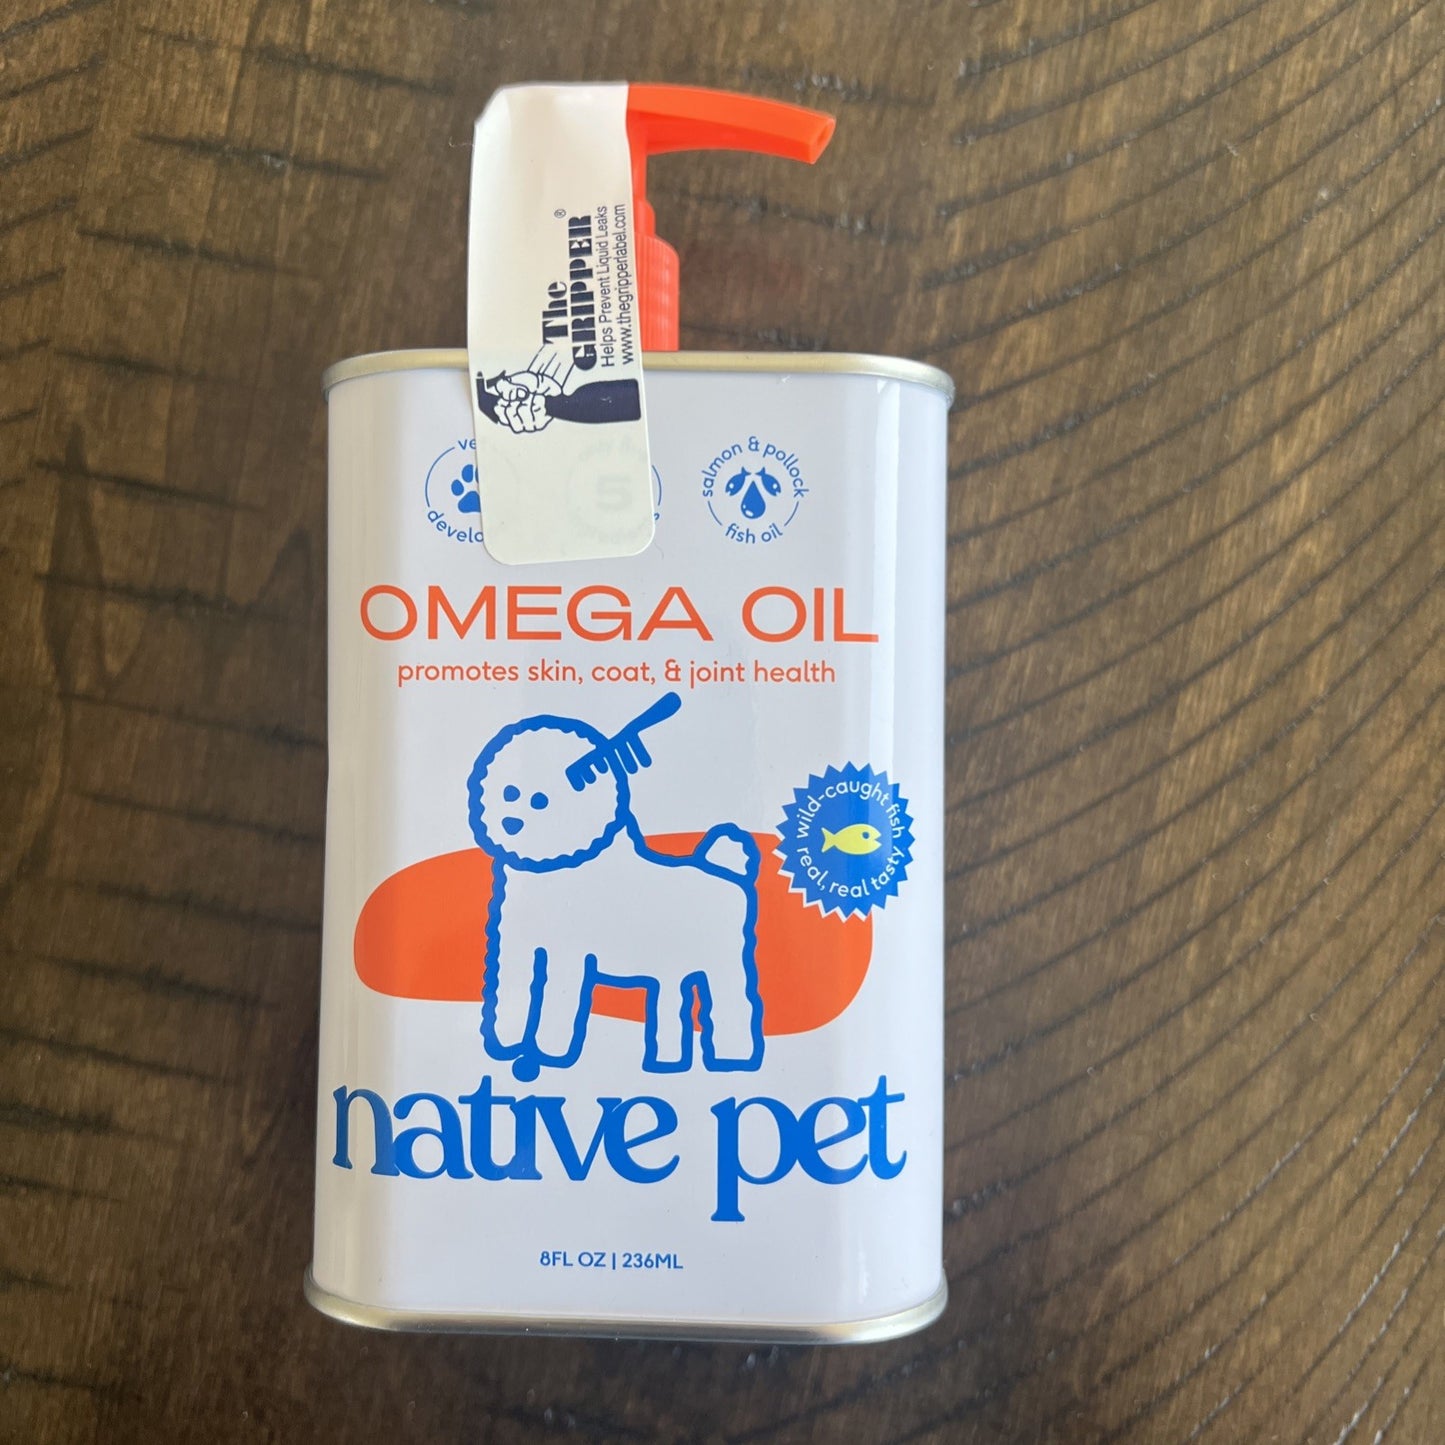 The
GRIPPER®
Helps Prevent Liquid Leaks
www.thegripperlabel.com
5
salmon & pollock
fish oil
OMEGA OIL
promotes skin, coat, & joint health
wild-caught fish
real, real tasty
native pet
8FL OZ | 236ML